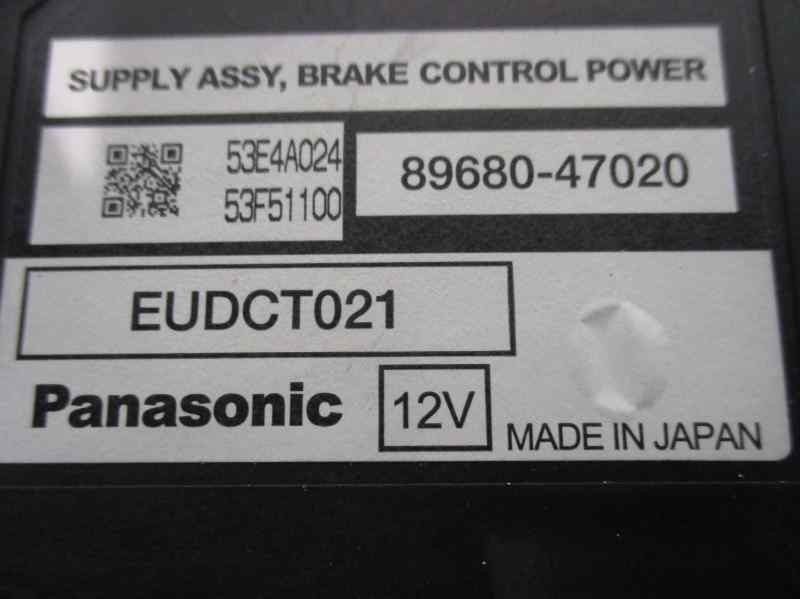 SUPPLY ASSY, BRAKE CONTROL POWER
53E4A024
53F51100
89680-47020
EUDCT021
Panasonic
12V
MADE IN JAPAN